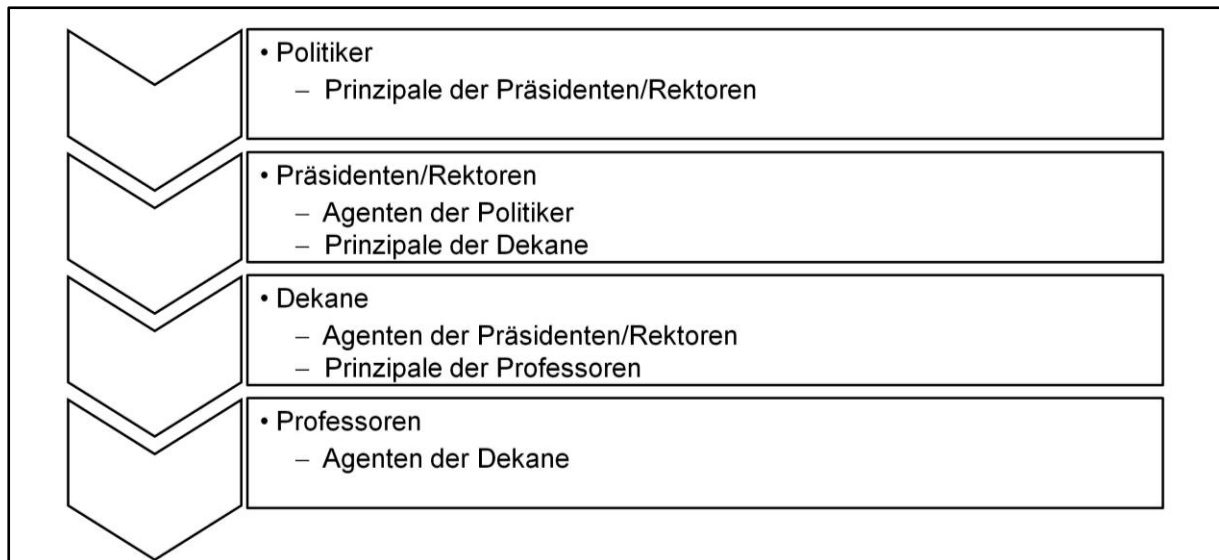 • Politiker
– Prinzipale der Präsidenten/Rektoren
• Präsidenten/Rektoren
– Agenten der Politiker
– Prinzipale der Dekane
• Dekane
– Agenten der Präsidenten/Rektoren
– Prinzipale der Professoren
• Professoren
– Agenten der Dekane